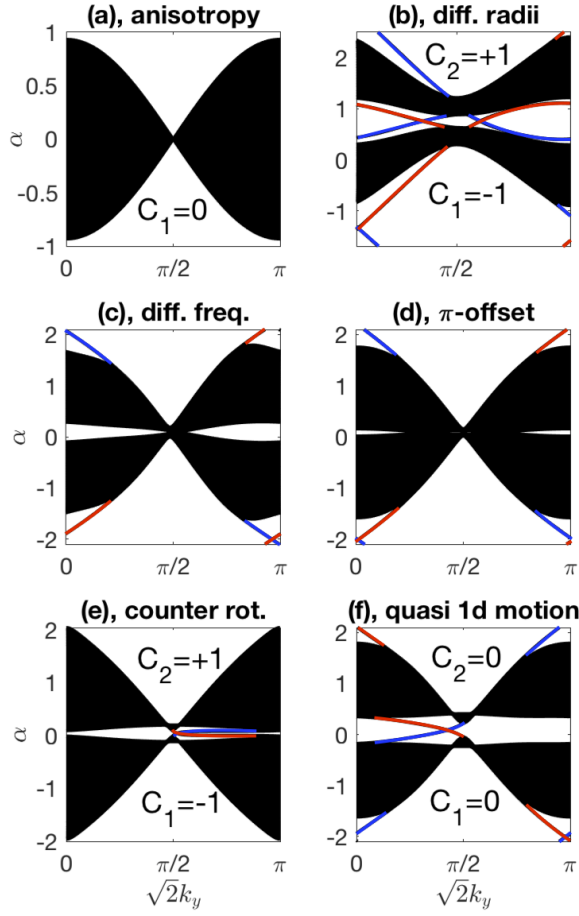 (a), anisotropy
1
0.5
0
-0.5
-1
α
C₁=0
0 π/2 π
(b), diff. radii
2
1
0
-1
C₂=+1
C₁=-1
0 π/2 π
(c), diff. freq.
2
1
0
-1
-2
α
0 π/2 π
(d), π-offset
2
1
0
-1
-2
0 π/2 π
(e), counter rot.
2
1
0
-1
-2
α
C₂=+1
C₁=-1
0 π/2 π
√2k_y
(f), quasi 1d motion
2
1
0
-1
-2
C₂=0
C₁=0
0 π/2 π
√2k_y